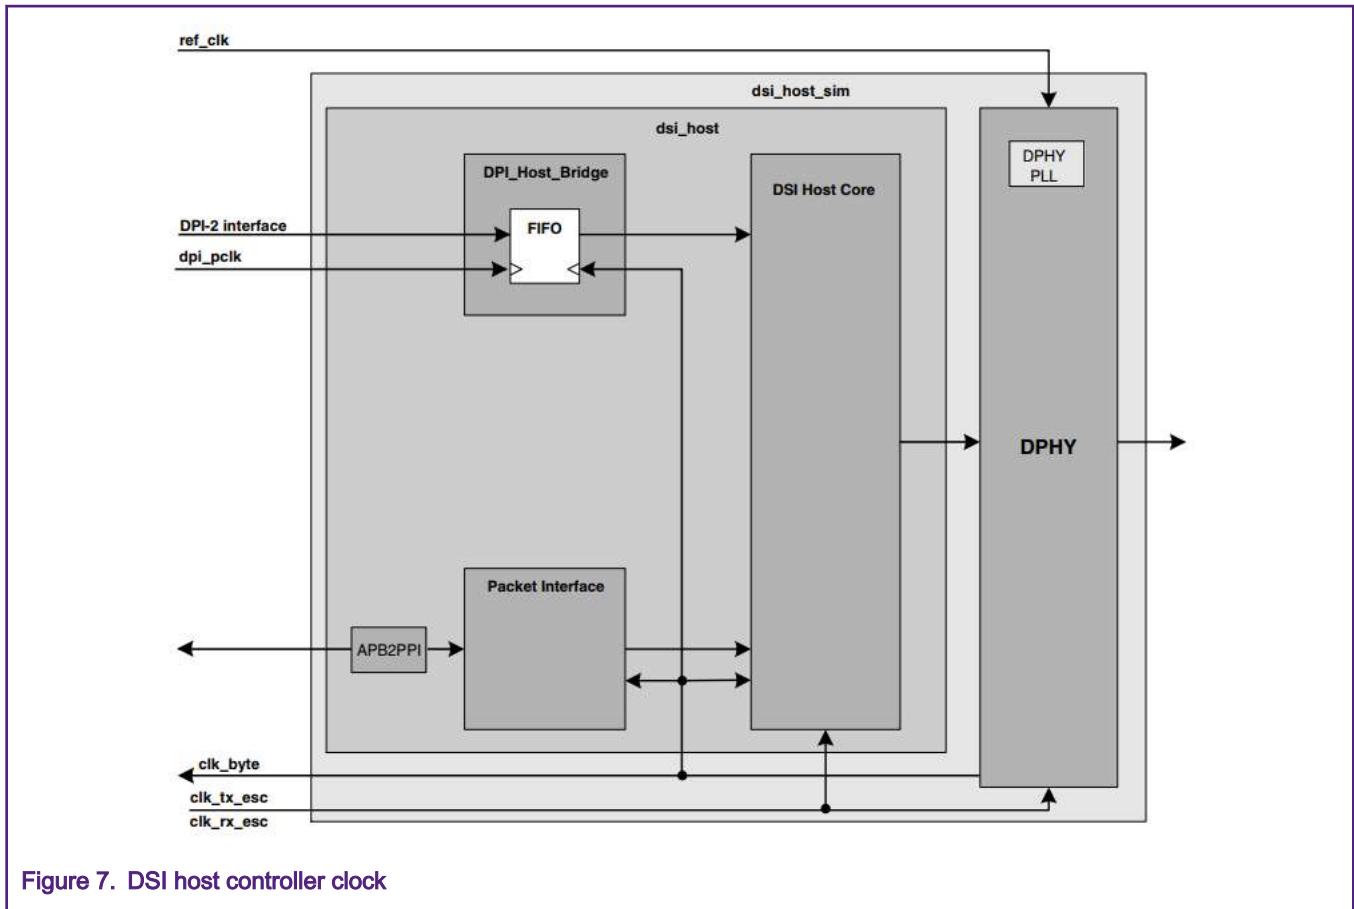 ref_clk
dsi_host_sim
dsi_host
DPHY
PLL
DPI_Host_Bridge
DSI Host Core
DPI-2 interface
FIFO
dpi_pclk
DPHY
Packet Interface
APB2PPI
clk_byte
clk_tx_esc
clk_rx_esc
Figure 7. DSI host controller clock